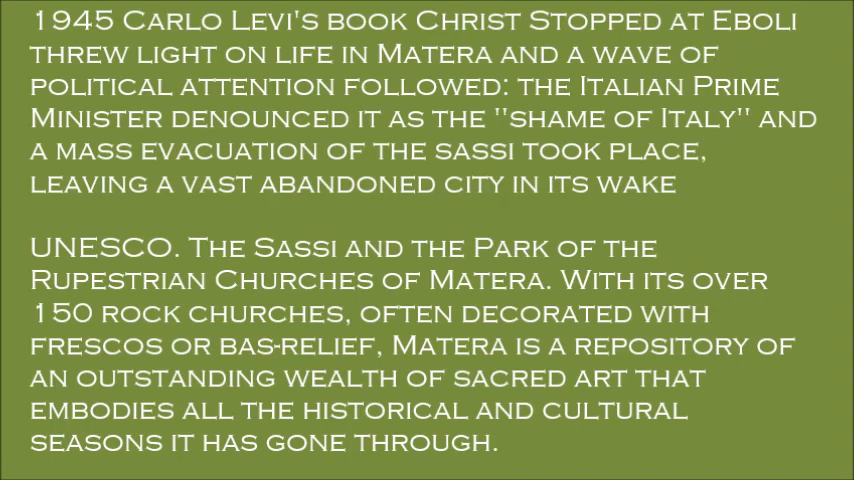 1945 Carlo Levi's book Christ Stopped at Eboli
threw light on life in Matera and a wave of
political attention followed: the Italian Prime
Minister denounced it as the "shame of Italy" and
a mass evacuation of the sassi took place,
leaving a vast abandoned city in its wake
UNESCO. The Sassi and the Park of the
Rupestrian Churches of Matera. With its over
150 rock churches, often decorated with
frescos or bas-relief, Matera is a repository of
an outstanding wealth of sacred art that
embodies all the historical and cultural
seasons it has gone through.